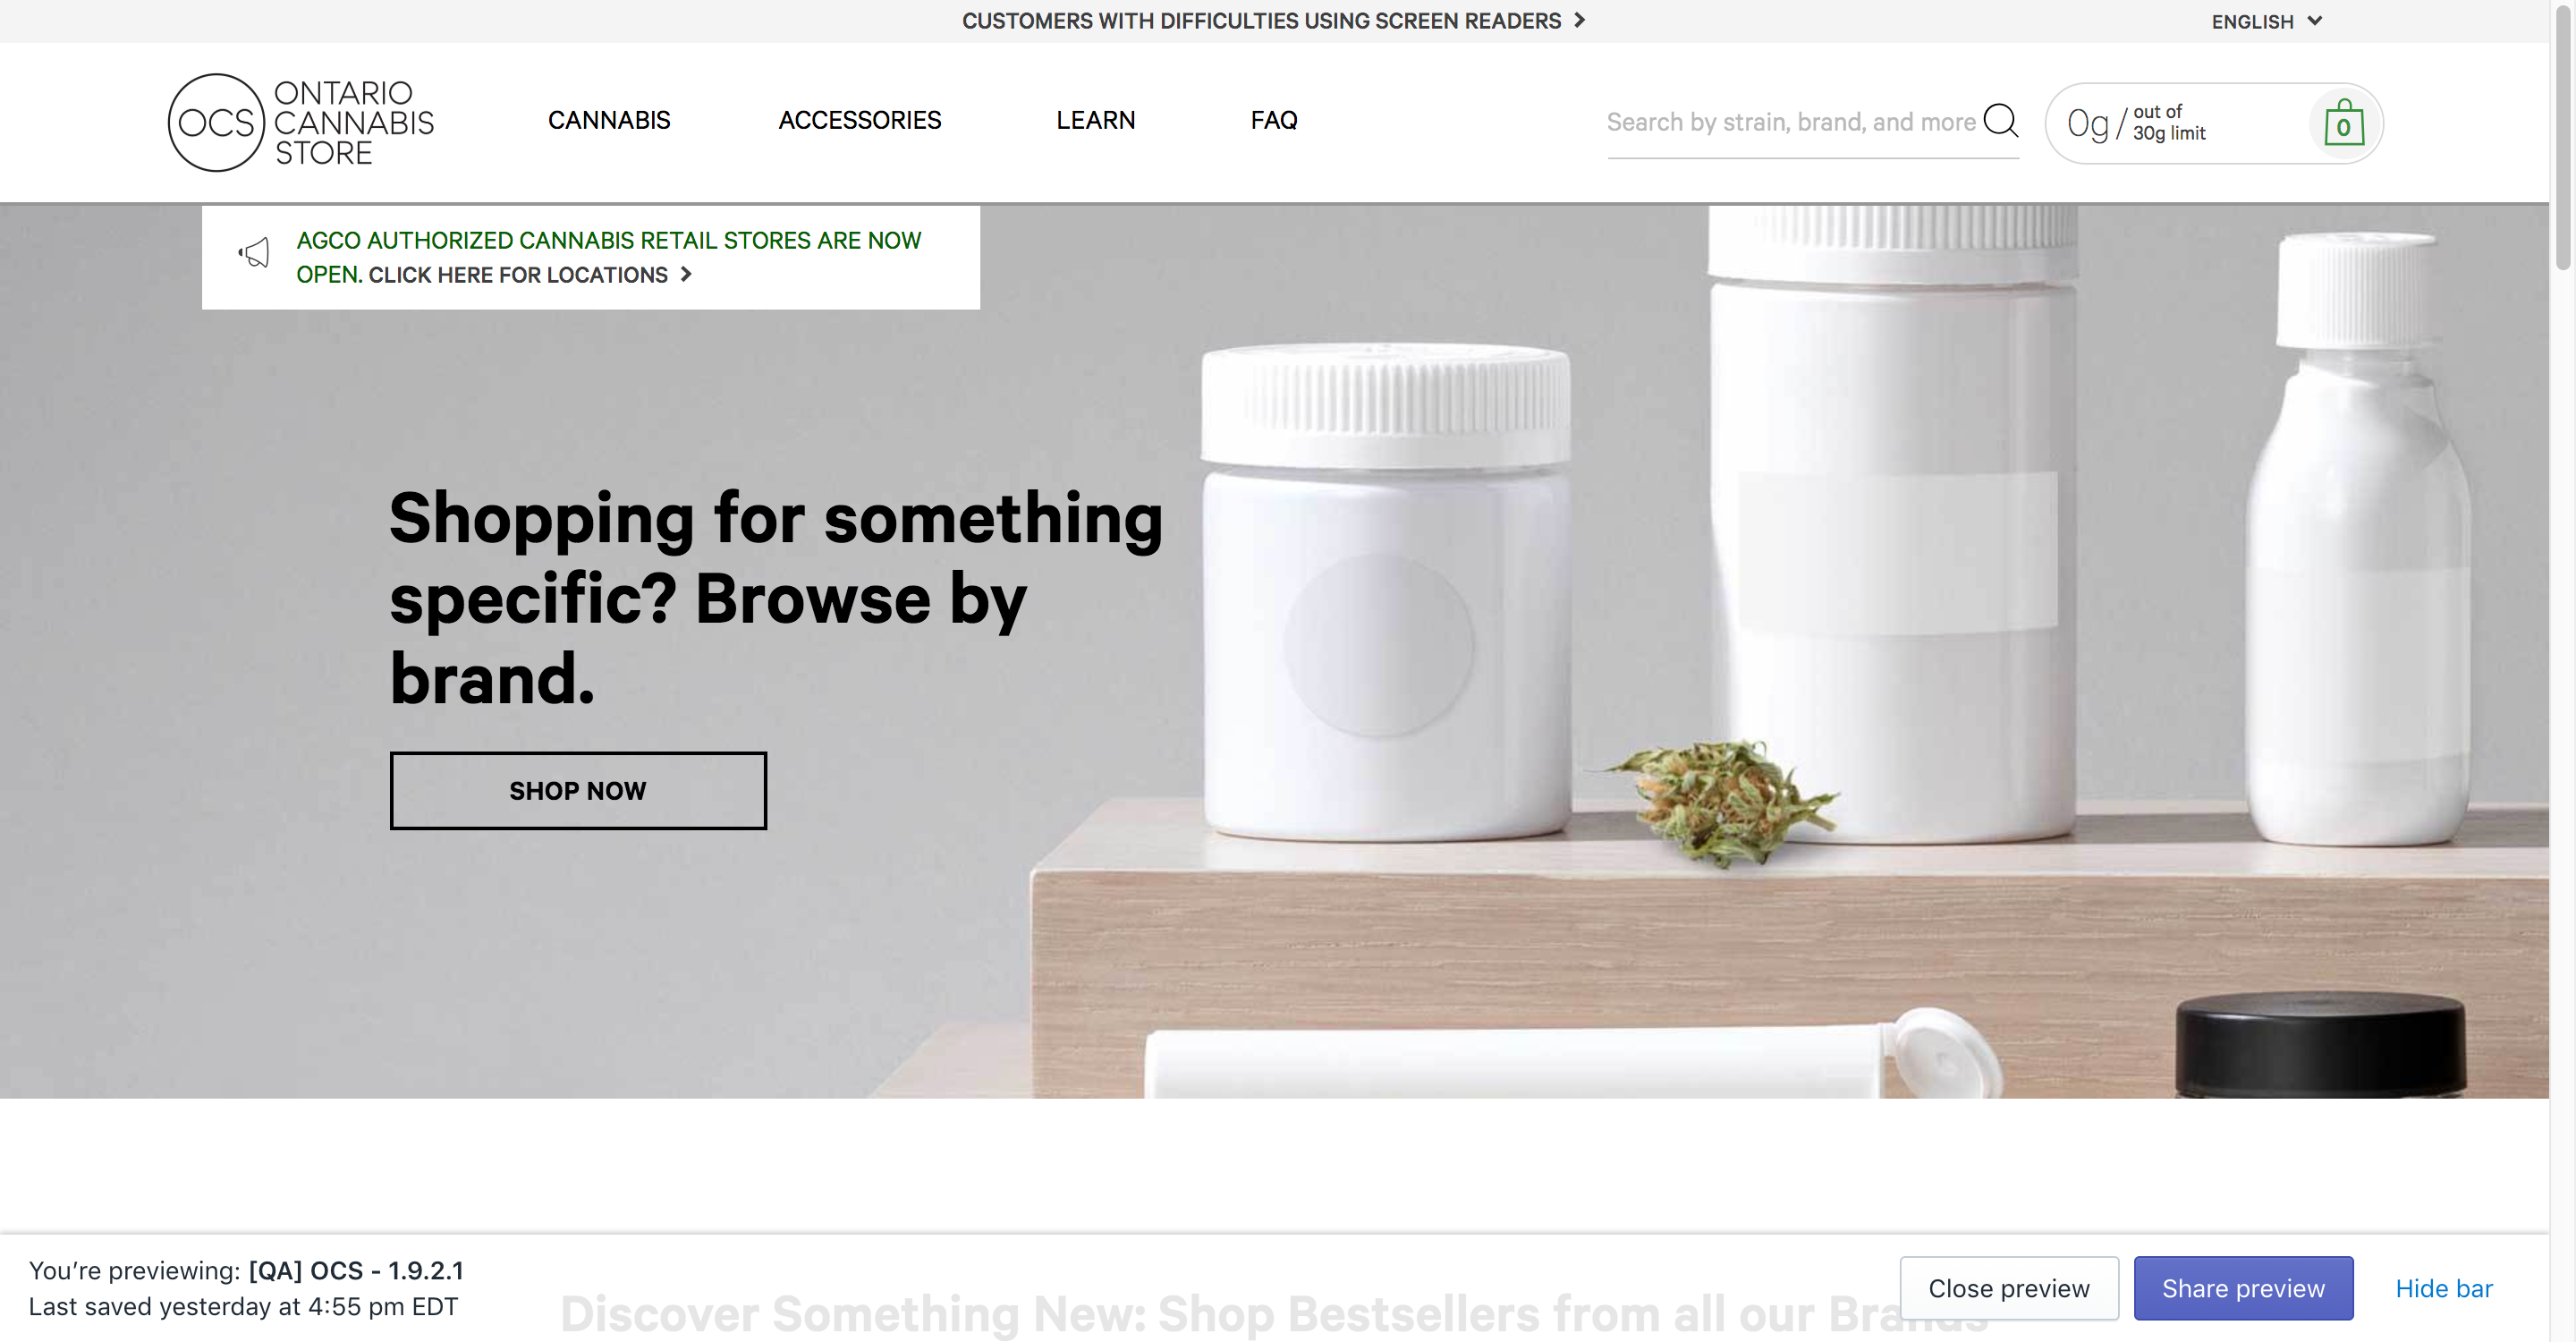 CUSTOMERS WITH DIFFICULTIES USING SCREEN READERS
ENGLISH
OCS
ONTARIO
CANNABIS
STORE
CANNABIS
ACCESSORIES
LEARN
FAQ
Search by strain, brand, and more
0g/
out of
30g limit
0
AGCO AUTHORIZED CANNABIS RETAIL STORES ARE NOW
OPEN. CLICK HERE FOR LOCATIONS
Shopping for something
specific? Browse by
brand.
SHOP NOW
You're previewing: [QA] OCS - 1.9.2.1
Last saved yesterday at 4:55 pm EDT
Discover Something New: Shop Bestsellers from all our Brands
Close preview
Share preview
Hide bar